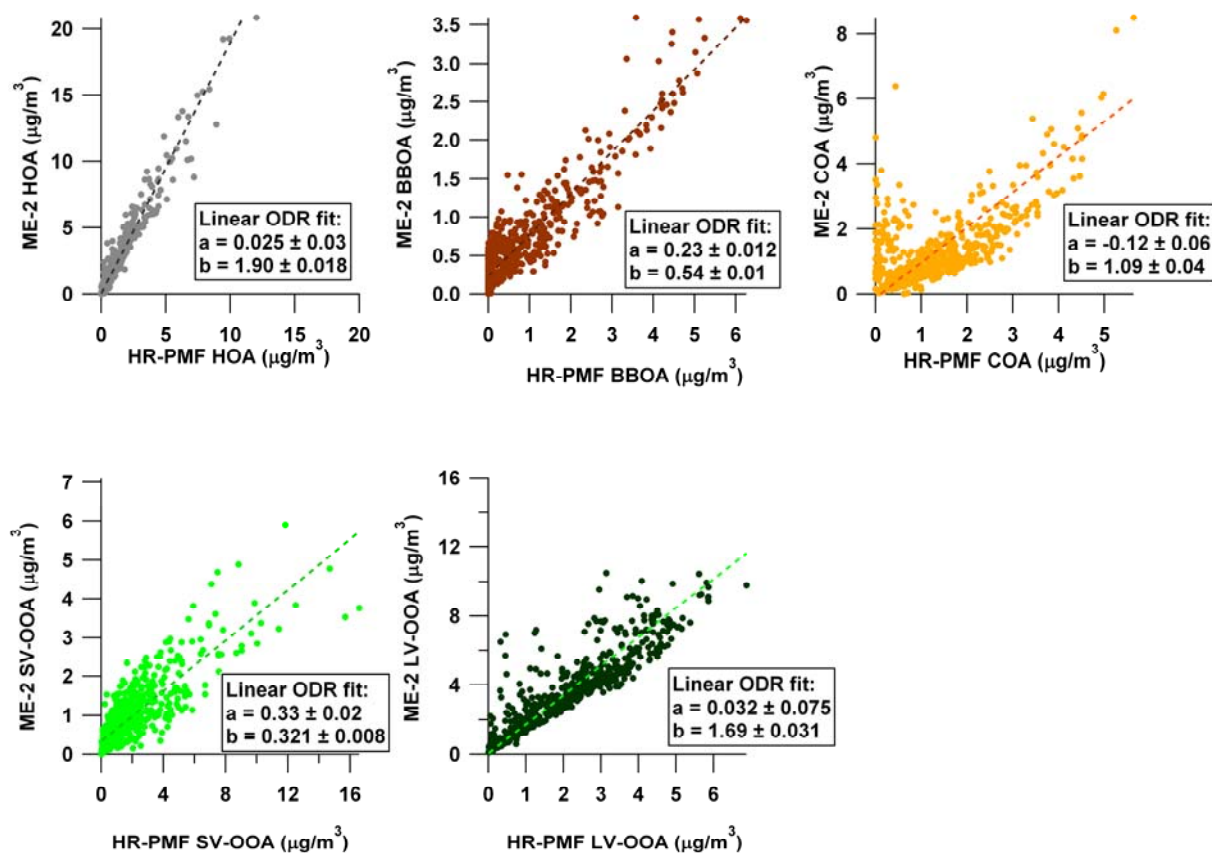 ME-2 HOA (μg/m³)
20
15
10
5
0
Linear ODR fit:
a = 0.025 ± 0.03
b = 1.90 ± 0.018
0 5 10 15 20
HR-PMF HOA (μg/m³)
ME-2 BBOA (μg/m³)
3.5
3.0
2.5
2.0
1.5
1.0
0.5
0.0
Linear ODR fit:
a = 0.23 ± 0.012
b = 0.54 ± 0.01
0 1 2 3 4 5 6
HR-PMF BBOA (μg/m³)
ME-2 COA (μg/m³)
8
6
4
2
0
Linear ODR fit:
a = -0.12 ± 0.06
b = 1.09 ± 0.04
0 1 2 3 4 5
HR-PMF COA (μg/m³)
ME-2 SV-OOA (μg/m³)
7
6
5
4
3
2
1
0
Linear ODR fit:
a = 0.33 ± 0.02
b = 0.321 ± 0.008
0 4 8 12 16
HR-PMF SV-OOA (μg/m³)
ME-2 LV-OOA (μg/m³)
16
12
8
4
0
Linear ODR fit:
a = 0.032 ± 0.075
b = 1.69 ± 0.031
0 1 2 3 4 5 6
HR-PMF LV-OOA (μg/m³)